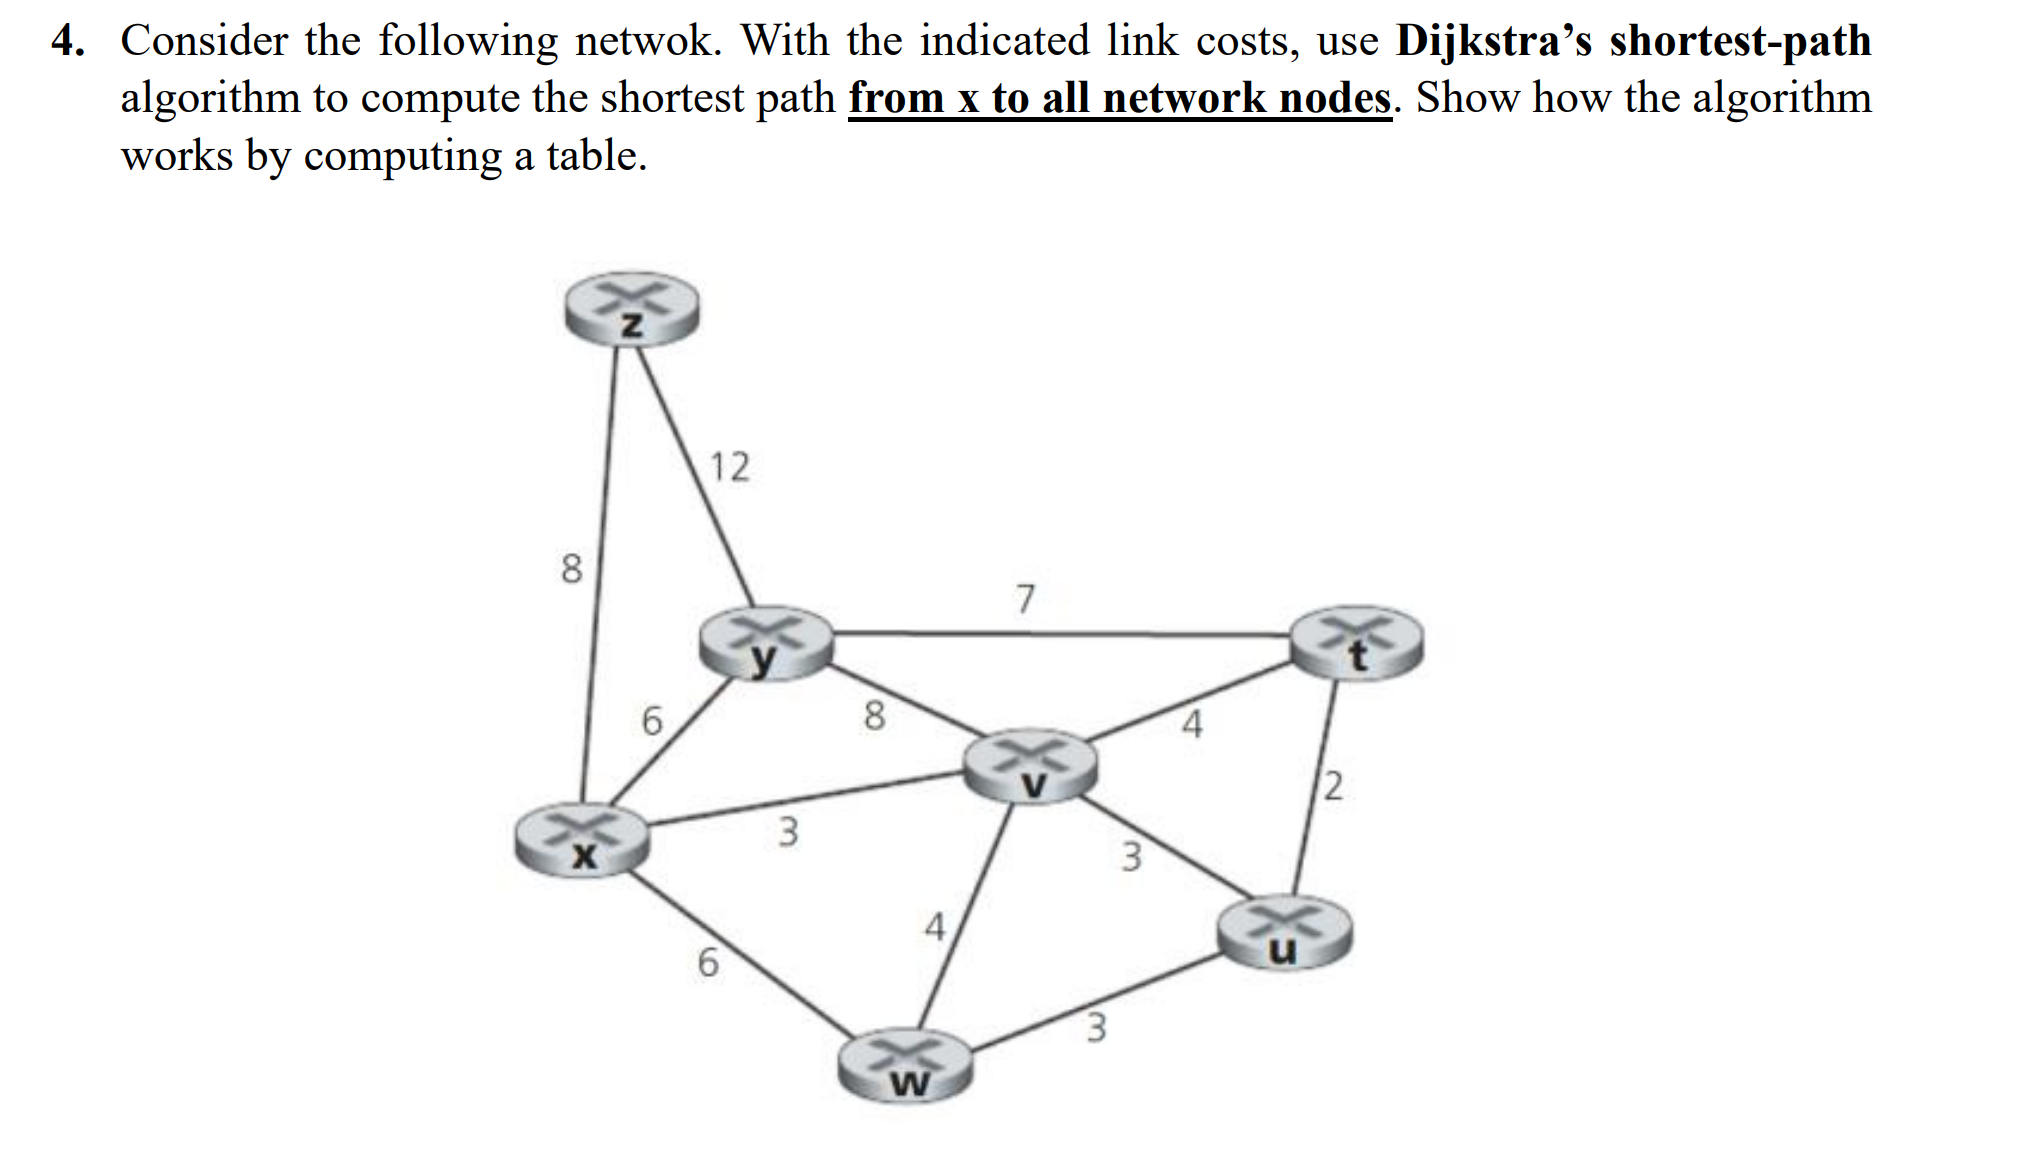 4. Consider the following netwok. With the indicated link costs, use Dijkstra’s shortest-path
algorithm to compute the shortest path from x to all network nodes. Show how the algorithm
works by computing a table.
z
12
8
7
y
t
6
8
4
v
2
x
3
3
4
u
6
3
w